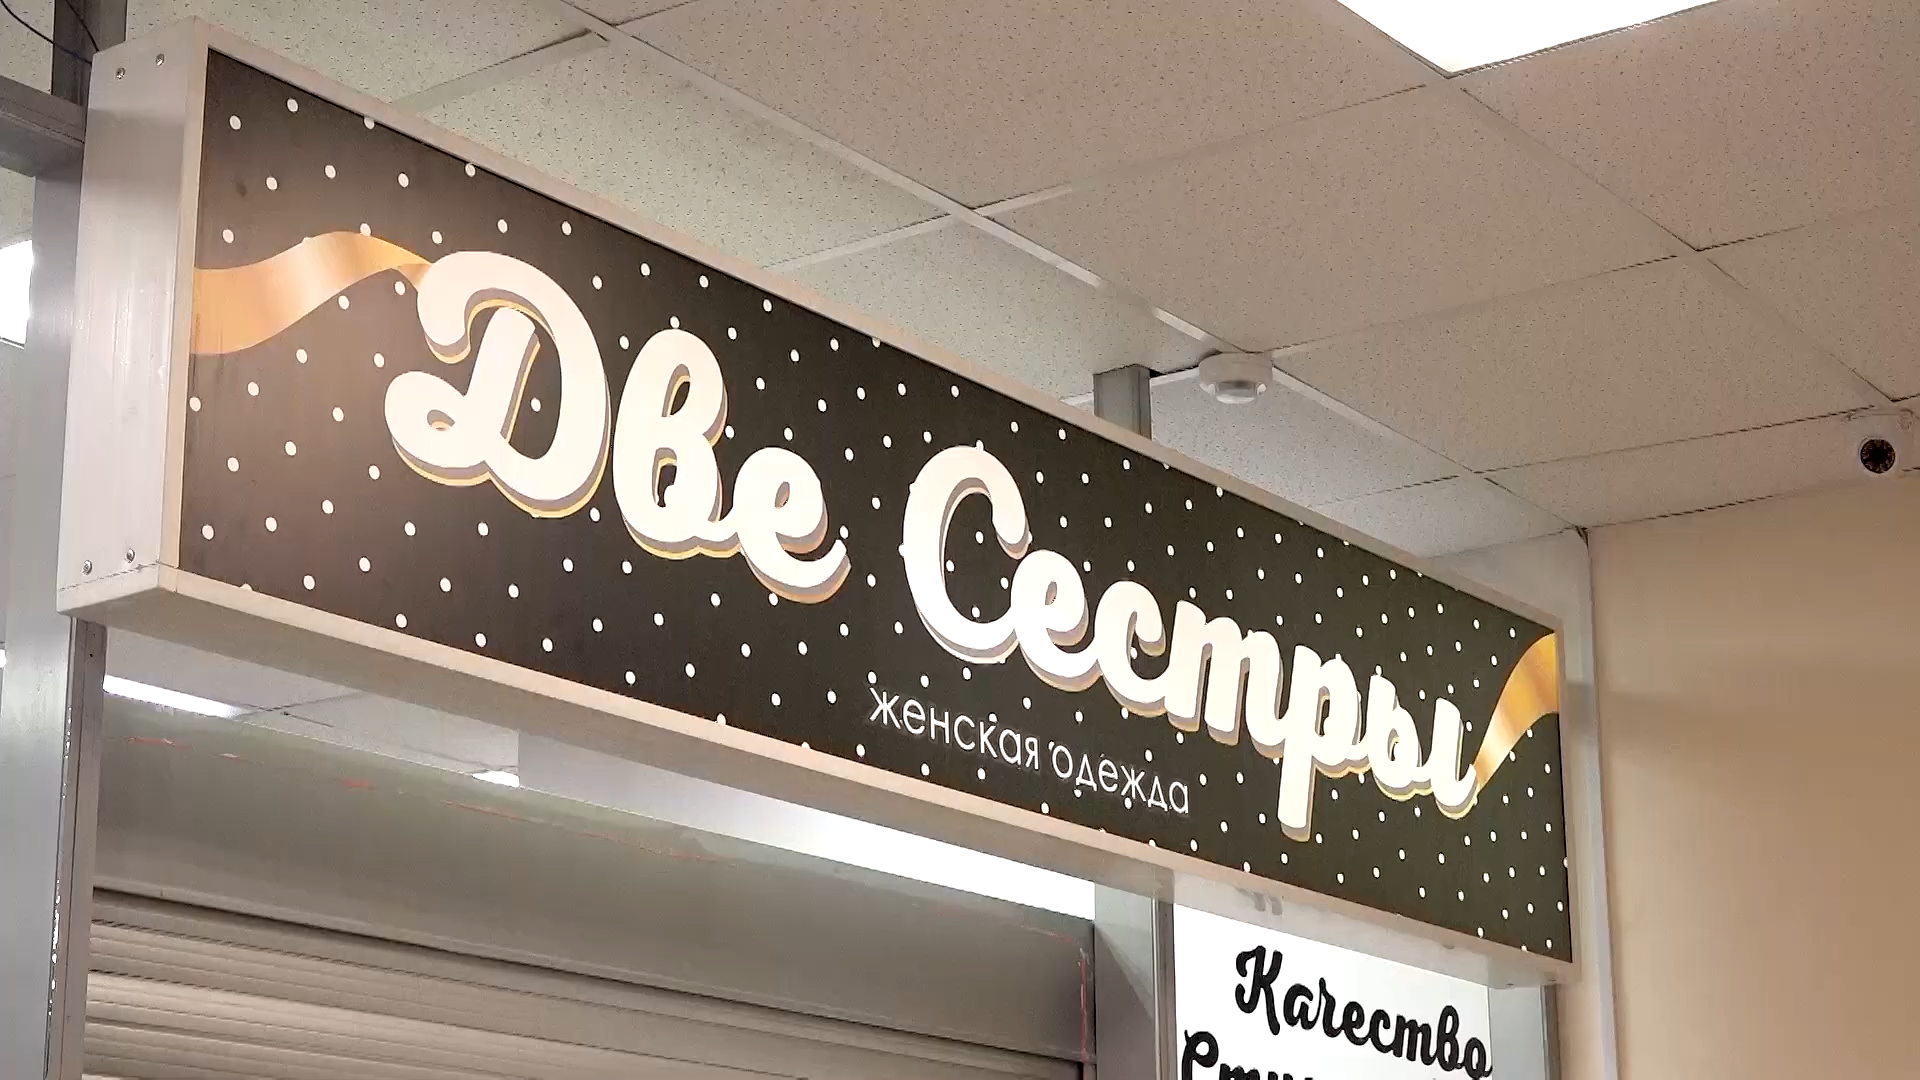 Две Сестры
женская одежда
Качество